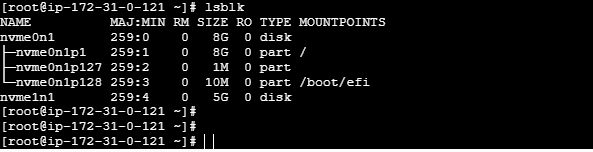 [root@ip-172-31-0-121 ~]# lsblk
NAME          MAJ:MIN RM SIZE RO TYPE MOUNTPOINTS
nvme0n1       259:0    0   8G  0 disk
├─nvme0n1p1   259:1    0   8G  0 part /
├─nvme0n1p127 259:2    0   1M  0 part
└─nvme0n1p128 259:3    0  10M  0 part /boot/efi
nvme1n1       259:4    0   5G  0 disk
[root@ip-172-31-0-121 ~]#
[root@ip-172-31-0-121 ~]#
[root@ip-172-31-0-121 ~]#